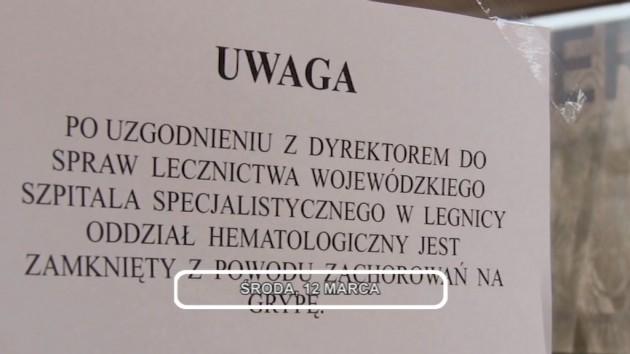 UWAGA
PO UZGODNIENIU Z DYREKTOREM DO
SPRAW LECZNICTWA WOJEWÓDZKIEGO
SZPITALA SPECJALISTYCZNEGO W LEGNICY
ODDZIAŁ HEMATOLOGICZNY JEST
ZAMKNIĘTY Z POWODU ZACHOROWAŃ NA
GRYPĘ.
ŚRODA, 12 MARCA